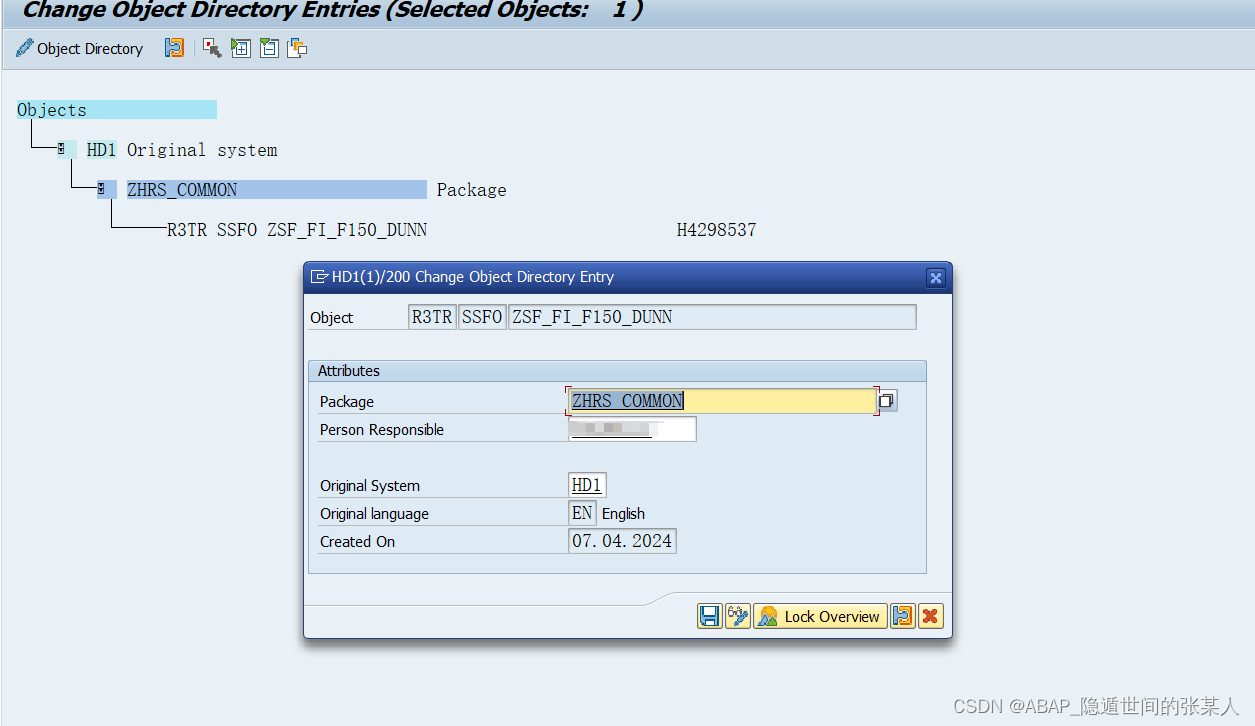 Change Object Directory Entries (Selected Objects: 1 )
Object Directory
Objects
HD1 Original system
ZHRS_COMMON Package
R3TR SSFO ZSF_FI_F150_DUNN H4298537
HD1(1)/200 Change Object Directory Entry
Object R3TR SSFO ZSF_FI_F150_DUNN
Attributes
Package ZHRS_COMMON
Person Responsible
Original System HD1
Original language EN English
Created On 07.04.2024
Lock Overview
CSDN @ABAP_隐遁世间的张某人